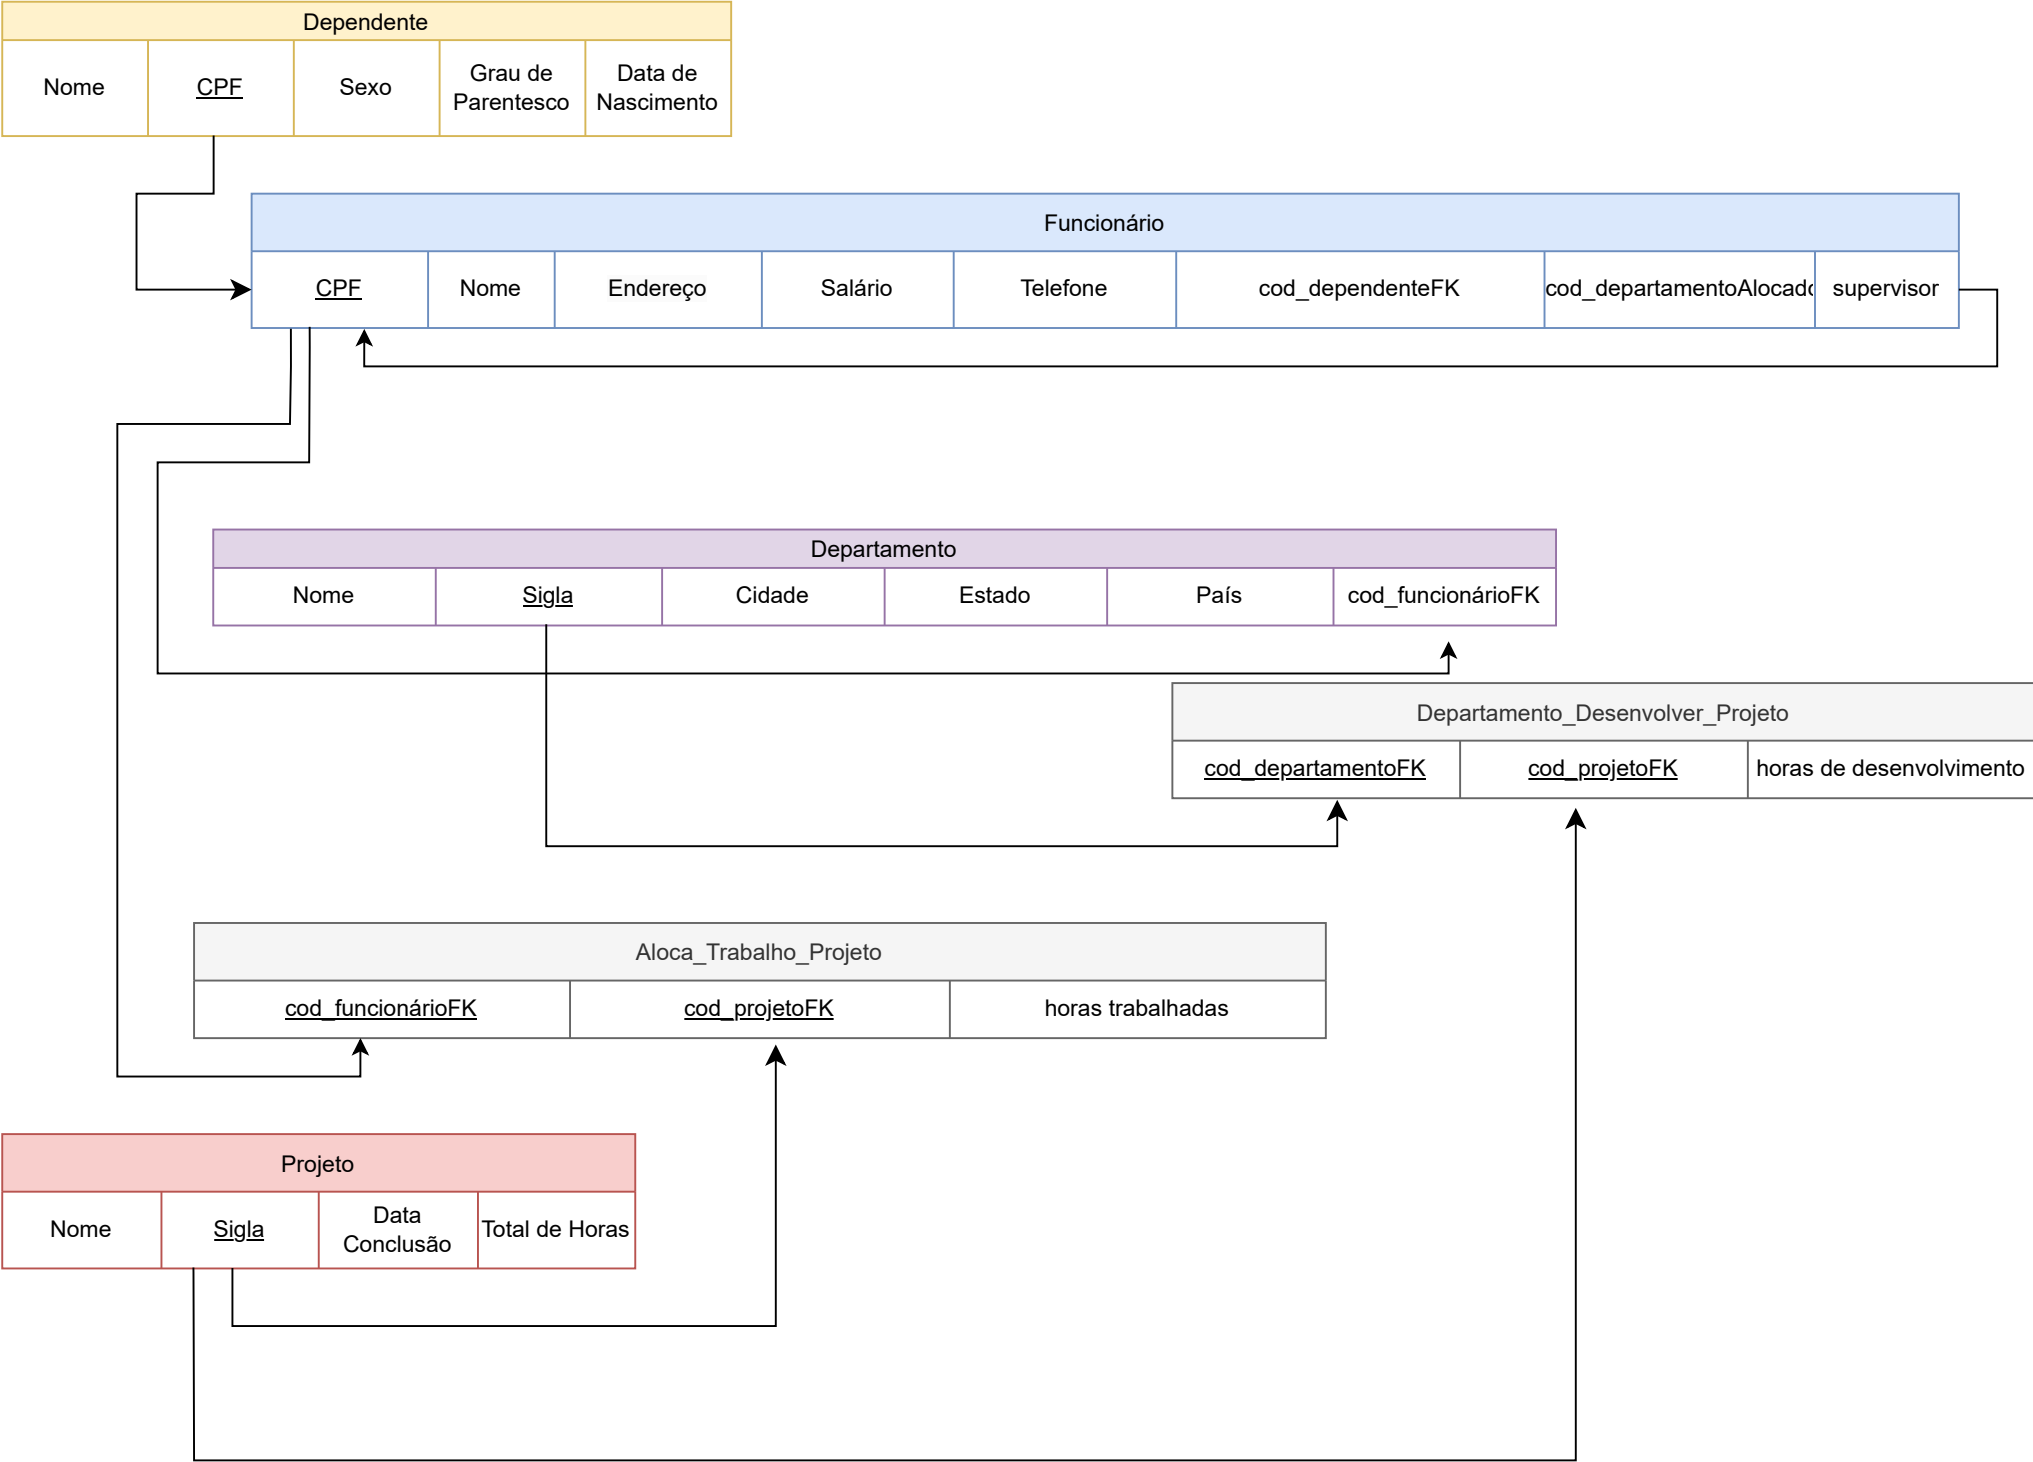 Dependente
Nome
CPF
Sexo
Grau de
Parentesco
Data de
Nascimento
Funcionário
CPF
Nome
Endereço
Salário
Telefone
cod_dependenteFK
cod_departamentoAlocado
supervisor
Departamento
Nome
Sigla
Cidade
Estado
País
cod_funcionárioFK
Departamento_Desenvolver_Projeto
cod_departamentoFK
cod_projetoFK
horas de desenvolvimento
Aloca_Trabalho_Projeto
cod_funcionárioFK
cod_projetoFK
horas trabalhadas
Projeto
Nome
Sigla
Data
Conclusão
Total de Horas